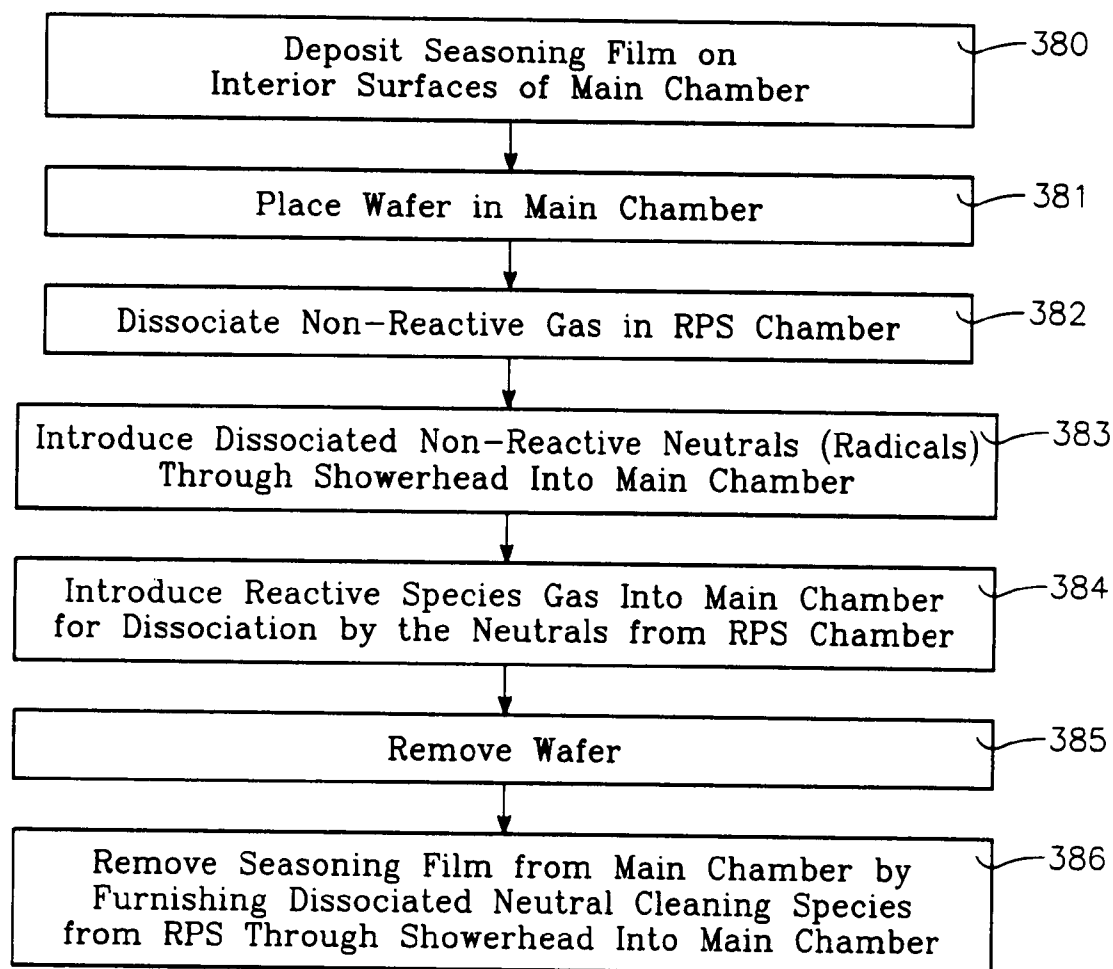 Deposit Seasoning Film on
Interior Surfaces of Main Chamber
380
Place Wafer in Main Chamber
381
Dissociate Non-Reactive Gas in RPS Chamber
382
Introduce Dissociated Non-Reactive Neutrals (Radicals)
Through Showerhead Into Main Chamber
383
Introduce Reactive Species Gas Into Main Chamber
for Dissociation by the Neutrals from RPS Chamber
384
Remove Wafer
385
Remove Seasoning Film from Main Chamber by
Furnishing Dissociated Neutral Cleaning Species
from RPS Through Showerhead Into Main Chamber
386